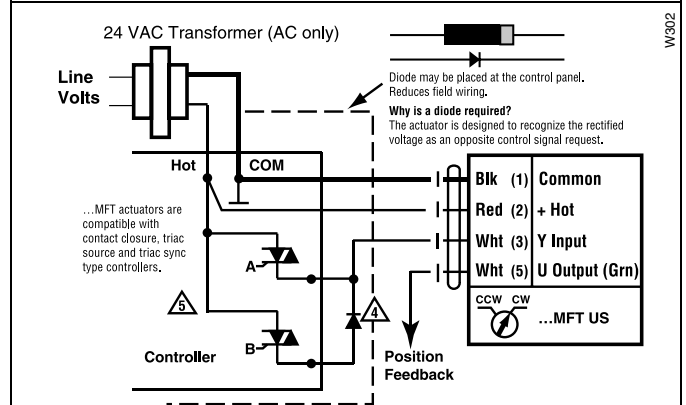 W302
24 VAC Transformer (AC only)
Line
Volts
Diode may be placed at the control panel.
Reduces field wiring.
Why is a diode required?
The actuator is designed to recognize the rectified
voltage as an opposite control signal request.
Hot
COM
...MFT actuators are
compatible with
contact closure, triac
source and triac sync
type controllers.
A
5
B
4
Controller
Position
Feedback
Blk (1) Common
Red (2) + Hot
Wht (3) Y Input
Wht (5) U Output (Grn)
CCW CW
...MFT US